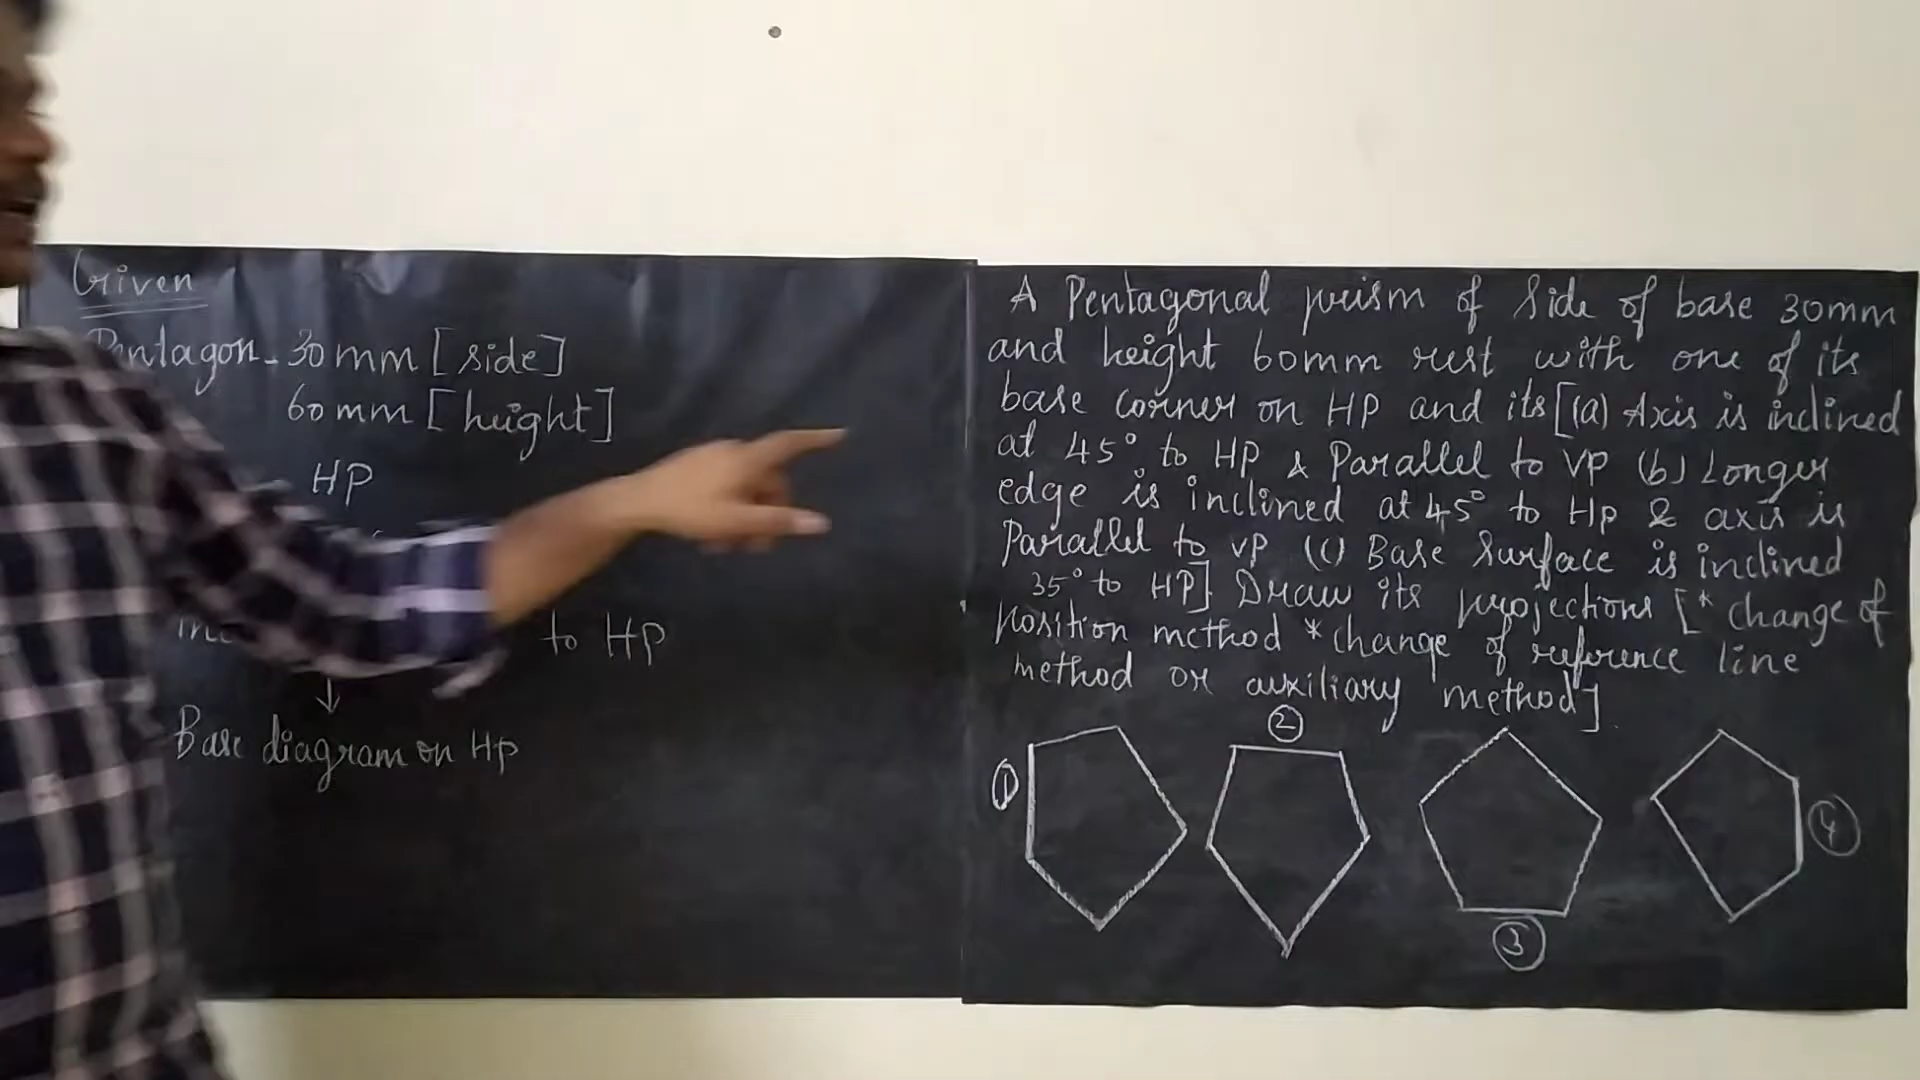 Given
Pentagon - 30mm [side]
60mm [height]
HP
to HP
Base diagram on HP
A Pentagonal prism of side of base 30mm
and height 60mm rest with one of its
base corner on HP and its [(a) Axis is inclined
at 45° to HP & Parallel to VP (b) Longer
edge is inclined at 45° to HP & axis is
Parallel to VP (c) Base Surface is inclined
35° to HP] Draw its projections [* change of
position method * change of reference line
method or auxiliary method].
① ② ③ ④